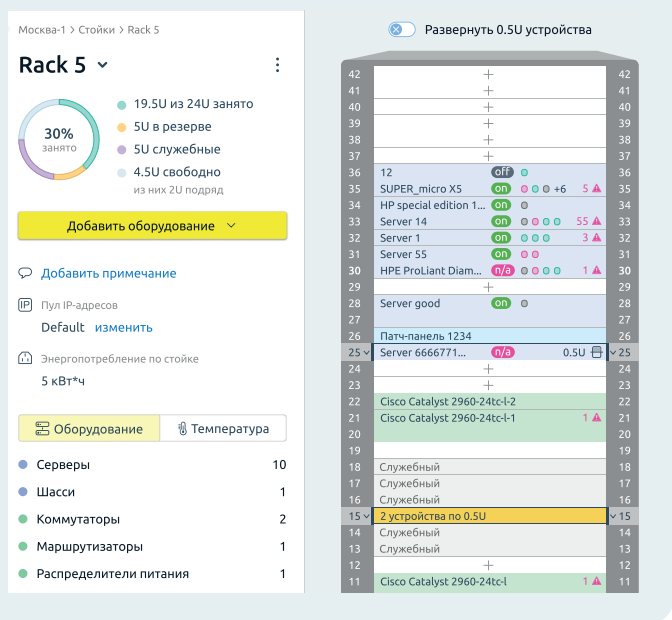 Москва-1 > Стойки > Rack 5
Rack 5
30%
занято
19.5U из 24U занято
5U в резерве
5U служебные
4.5U свободно
из них 2U подряд
Добавить оборудование
Добавить примечание
IP Пул IP-адресов
Default изменить
Энергопотребление по стойке
5 кВт*ч
Оборудование Температура
Серверы 10
Шасси 1
Коммутаторы 2
Маршрутизаторы 1
Распределители питания 1
Развернуть 0.5U устройства
42 + 42
41 + 41
40 + 40
39 + 39
38 + 38
37 + 37
36 12 off 36
35 SUPER_micro X5 on +6 5 35
34 HP special edition 1... on 34
33 Server 14 on 55 33
32 Server 1 on 3 32
31 Server 55 on 31
30 HPE ProLiant Diam... n/a 1 30
29 + 29
28 Server good on 28
27 27
26 Патч-панель 1234 26
25 Server 6666771... n/a 0.5U 25
24 + 24
23 + 23
22 Cisco Catalyst 2960-24tc-l-2 22
21 Cisco Catalyst 2960-24tc-l-1 1 21
20 20
19 19
18 Служебный 18
17 Служебный 17
16 Служебный 16
15 2 устройства по 0.5U 15
14 Служебный 14
13 Служебный 13
12 + 12
11 Cisco Catalyst 2960-24tc-l 1 11